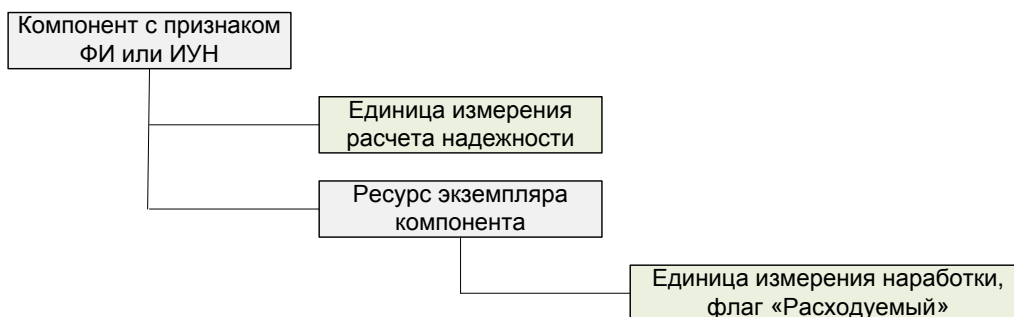 Компонент с признаком
ФИ или ИУН
Единица измерения
расчета надежности
Ресурс экземпляра
компонента
Единица измерения наработки,
флаг «Расходуемый»